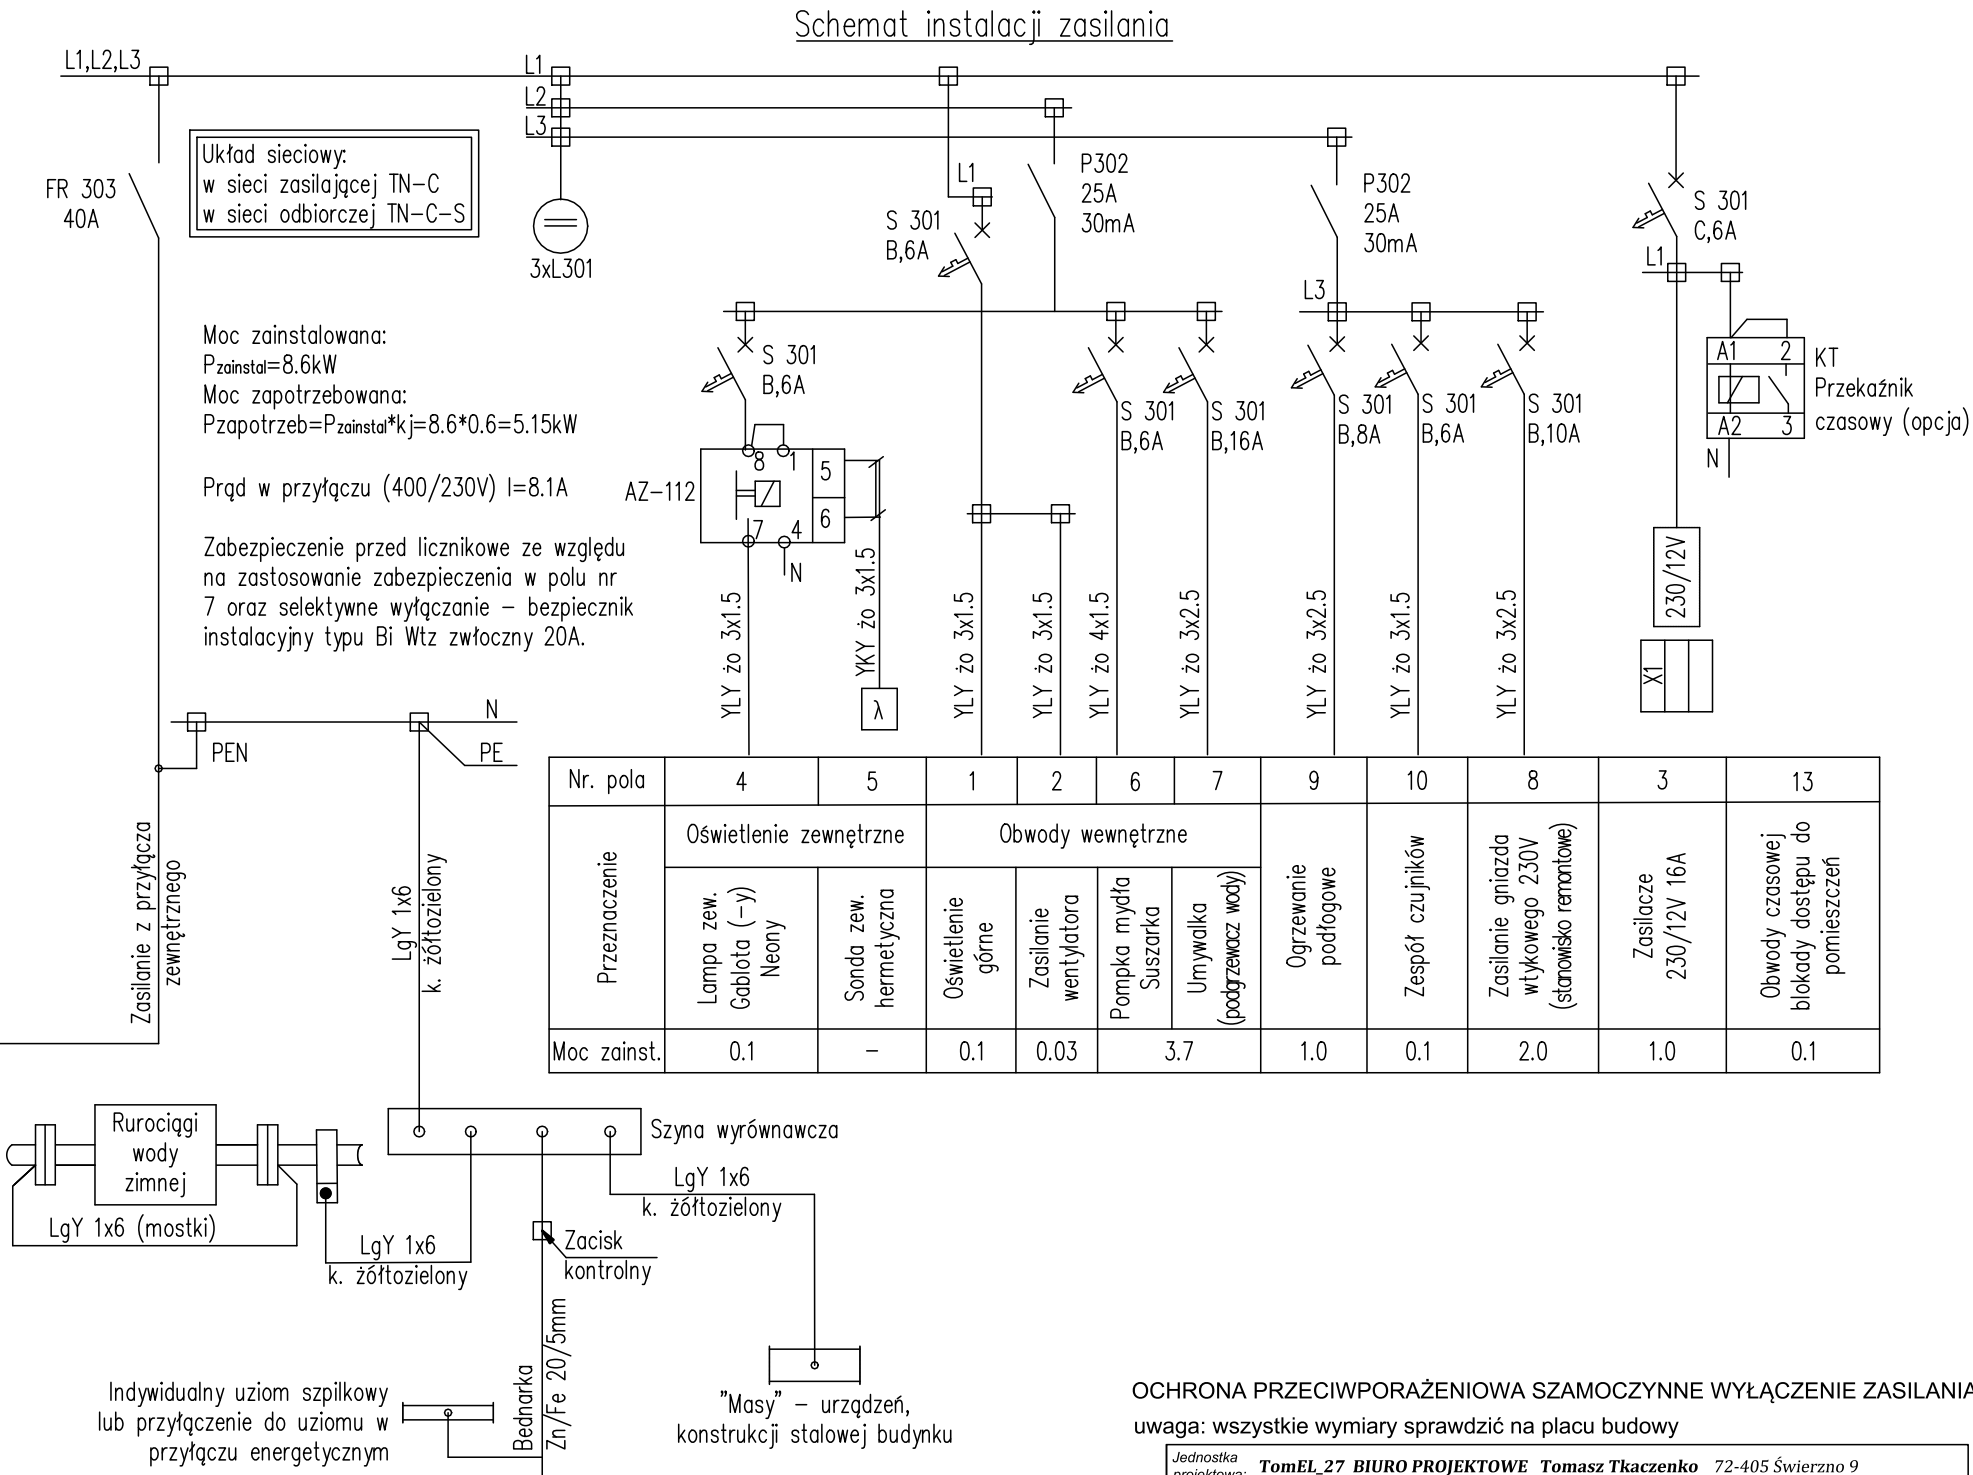 Schemat instalacji zasilania
L1,L2,L3
L1
L2
L3
FR 303
40A
Układ sieciowy:
w sieci zasilającej TN-C
w sieci odbiorczej TN-C-S
3xL301
L1
S 301
B,6A
P302
25A
30mA
P302
25A
30mA
S 301
C,6A
L1
L3
Moc zainstalowana:
Pzainstal=8.6kW
Moc zapotrzebowana:
Pzapotrzeb=Pzainstal*kj=8.6*0.6=5.15kW
Prąd w przyłączu (400/230V) I=8.1A
Zabezpieczenie przed licznikowe ze względu
na zastosowanie zabezpieczenia w polu nr
7 oraz selektywne wyłączanie – bezpiecznik
instalacyjny typu Bi Wtz zwłoczny 20A.
S 301
B,6A
S 301
B,6A
S 301
B,16A
S 301
B,8A
S 301
B,6A
S 301
B,10A
A1 2
A2 3
KT
Przekaźnik
czasowy (opcja)
N
AZ-112
8 1
5
6
7 4
N
YLY żo 3x1.5
YKY żo 3x1.5
λ
YLY żo 3x1.5
YLY żo 3x1.5
YLY żo 4x1.5
YLY żo 3x2.5
YLY żo 3x2.5
YLY żo 3x1.5
YLY żo 3x2.5
230/12V
X1
N
PEN
PE
Zasilanie z przyłącza
zewnętrznego
LgY 1x6
k. żółtozielony
Nr. pola 4 5 1 2 6 7 9 10 8 3 13
Przeznaczenie
Oświetlenie zewnętrzne
Obwody wewnętrzne
Lampa zew.
Gablota (-y)
Neony
Sonda zew.
hermetyczna
Oświetlenie
górne
Zasilanie
wentylatora
Pompka mydła
Suszarka
Umywalka
(podgrzewacz wody)
Ogrzewanie
podłogowe
Zespół czujników
Zasilanie gniazda
wtykowego 230V
(stanowisko remontowe)
Zasilacze
230/12V 16A
Obwody czasowej
blokady dostępu do
pomieszczeń
Moc zainst. 0.1 – 0.1 0.03 3.7 1.0 0.1 2.0 1.0 0.1
Rurociągi
wody
zimnej
LgY 1x6 (mostki)
LgY 1x6
k. żółtozielony
Szyna wyrównawcza
LgY 1x6
k. żółtozielony
Zacisk
kontrolny
Bednarka
Zn/Fe 20/5mm
Indywidualny uziom szpilkowy
lub przyłączenie do uziomu w
przyłączu energetycznym
"Masy" – urządzeń,
konstrukcji stalowej budynku
OCHRONA PRZECIWPORAŻENIOWA SZAMOCZYNNE WYŁĄCZENIE ZASILANIA
uwaga: wszystkie wymiary sprawdzić na placu budowy
Jednostka
projektowa: TomEL_27 BIURO PROJEKTOWE Tomasz Tkaczenko 72-405 Świerzno 9